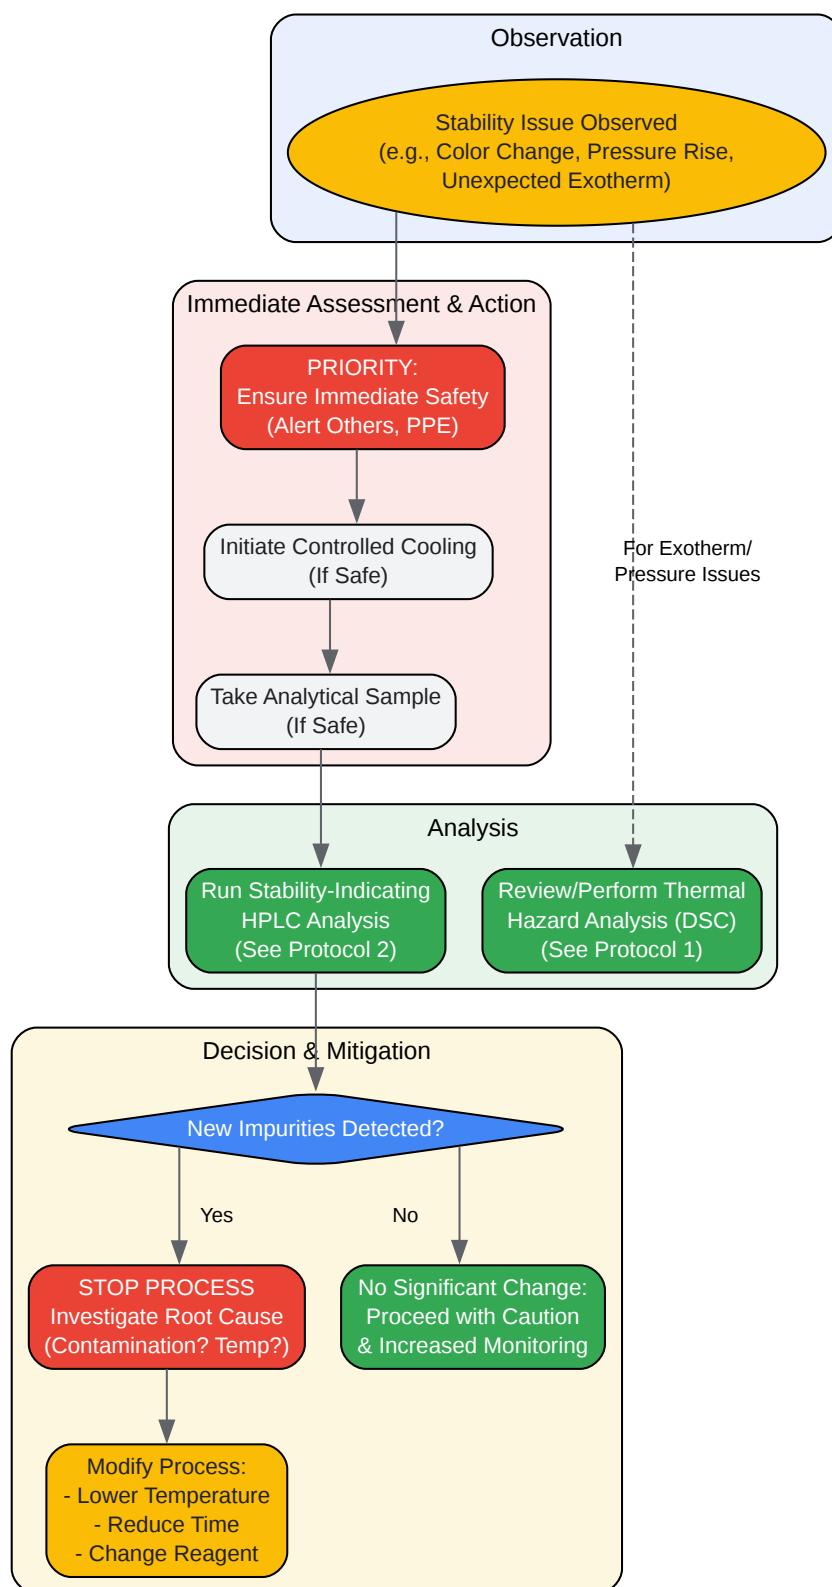 Observation
Stability Issue Observed
(e.g., Color Change, Pressure Rise,
Unexpected Exotherm)
Immediate Assessment & Action
PRIORITY:
Ensure Immediate Safety
(Alert Others, PPE)
Initiate Controlled Cooling
(If Safe)
For Exotherm/
Pressure Issues
Take Analytical Sample
(If Safe)
Analysis
Run Stability-Indicating
HPLC Analysis
(See Protocol 2)
Review/Perform Thermal
Hazard Analysis (DSC)
(See Protocol 1)
Decision & Mitigation
New Impurities Detected?
Yes
No
STOP PROCESS
Investigate Root Cause
(Contamination? Temp?)
No Significant Change:
Proceed with Caution
& Increased Monitoring
Modify Process:
- Lower Temperature
- Reduce Time
- Change Reagent